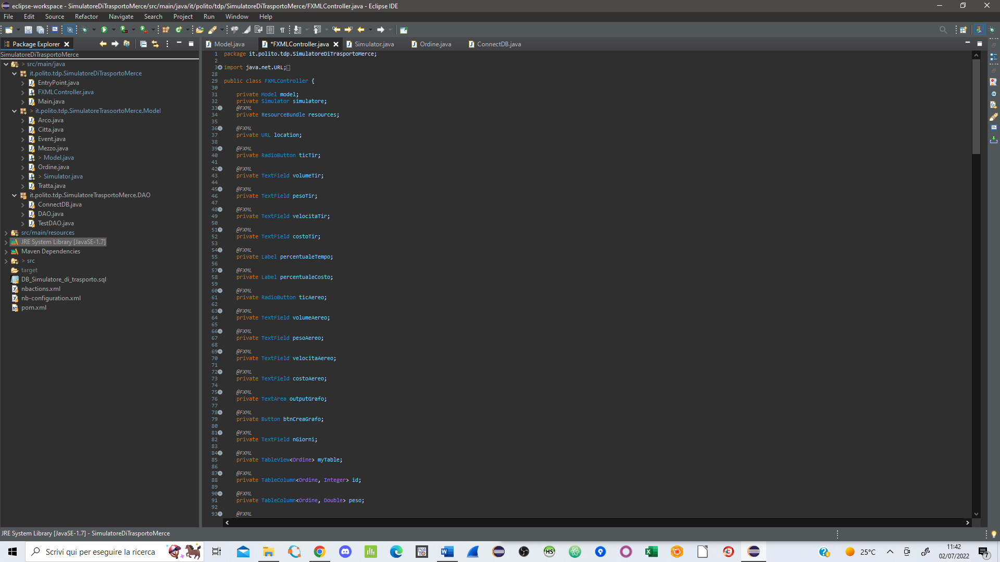 eclipse-workspace - SimulatoreDiTrasportoMerce/src/main/java/it/polito/tdp/SimulatoreDiTrasportoMerce/FXMLController.java - Eclipse IDE
File Edit Source Refactor Navigate Search Project Run Window Help
Package Explorer
SimulatoreDiTrasportoMerce
src/main/java
it.polito.tdp.SimulatoreDiTrasportoMerce
EntryPoint.java
FXMLController.java
Main.java
> it.polito.tdp.SimulatoreTrasoortoMerce.Model
Arco.java
Citta.java
Event.java
Mezzo.java
> Model.java
Ordine.java
> Simulator.java
Tratta.java
it.polito.tdp.SimulatoreTrasportoMerce.DAO
ConnectDB.java
DAO.java
TestDAO.java
src/main/resources
JRE System Library [JavaSE-1.7]
Maven Dependencies
> src
target
DB_Simulatore_di_trasporto.sql
nbactions.xml
nb-configuration.xml
pom.xml
Model.java *FXMLController.java Simulator.java Ordine.java ConnectDB.java
1 package it.polito.tdp.SimulatoreDiTrasportoMerce;
2
3 import java.net.URL;
28
29 public class FXMLController {
30
31 private Model model;
32 private Simulator simulatore;
33 @FXML
34 private ResourceBundle resources;
35
36 @FXML
37 private URL location;
38
39 @FXML
40 private RadioButton ticTir;
41
42 @FXML
43 private TextField volumeTir;
44
45 @FXML
46 private TextField pesoTir;
47
48 @FXML
49 private TextField velocitaTir;
50
51 @FXML
52 private TextField costoTir;
53
54 @FXML
55 private Label percentualeTempo;
56
57 @FXML
58 private Label percentualeCosto;
59
60 @FXML
61 private RadioButton ticAereo;
62
63 @FXML
64 private TextField volumeAereo;
65
66 @FXML
67 private TextField pesoAereo;
68
69 @FXML
70 private TextField velocitaAereo;
71
72 @FXML
73 private TextField costoAereo;
74
75 @FXML
76 private TextArea outputGrafo;
77
78 @FXML
79 private Button btnCreaGrafo;
80
81 @FXML
82 private TextField nGiorni;
83
84 @FXML
85 private TableView<Ordine> myTable;
86
87 @FXML
88 private TableColumn<Ordine, Integer> id;
89
90 @FXML
91 private TableColumn<Ordine, Double> peso;
92
93 @FXML
JRE System Library [JavaSE-1.7] - SimulatoreDiTrasportoMerce
Scrivi qui per eseguire la ricerca
25°C
11:42
02/07/2022
7